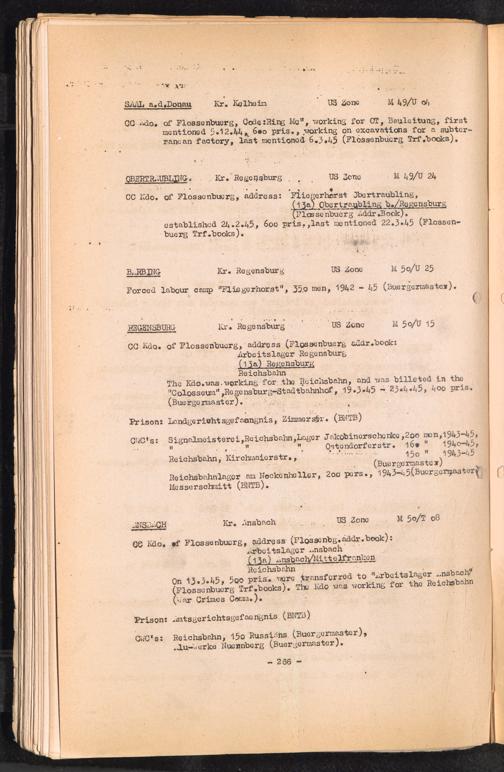 SAAL a.d.Donau Kr. Kelheim US Zone M 49/U 04
CC Kdo. of Flossenbuerg, Code:Ring Me", working for OT, Bauleitung, first
mentioned 5.12.44, 600 pris., working on excavations for a subter-
ranean factory, last mentioned 6.3.45 (Flossenbuerg Trf.books).
OBERTRAUBLING. Kr. Regensburg US Zone M 49/U 24
CC Kdo. of Flossenbuerg, address: Fliegerhorst Obertraubling,
(13a) Obertraubling b./Regensburg
(Flossenbuerg Addr.Book).
established 24.2.45, 600 pris.,last mentioned 22.3.45 (Flossen-
buerg Trf.books).
BARBING Kr. Regensburg US Zone M 50/U 25
Forced labour camp "Fliegerhorst", 350 men, 1942 - 45 (Buergermaster).
REGENSBURG Kr. Regensburg US Zone M 50/U 15
CC Kdo. of Flossenbuerg, address (Flossenbuerg addr.book:
Arbeitslager Regensburg
(13a) Regensburg
Reichsbahn
The Kdo.was working for the Reichsbahn, and was billeted in the
"Colosseum",Regensburg-Stadtbahnhof, 19.3.45 - 23.4.45, 400 pris.
(Buergermaster).
Prison: Landgerichtsgefaengnis, Zimmerstr. (BNTB)
CWC's: Signalmeisterei,Reichsbahn,Lager Jakobinerschenke,200 men,1943-45,
" " " Ostendorferstr. " 1940-45,
Reichsbahn, Kirchmaierstr., 150 " 1943-45
(Buergermaster)
Reichsbahnlager am Neckenheller, 200 pers., 1943-45(Buergermaster
Messerschmitt (BNTB).
ANSBACH Kr. Ansbach US Zone M 50/T 08
CC Kdo. of Flossenbuerg, address (Flossenbg.addr.book):
Arbeitslager Ansbach
(13a) Ansbach/Mittelfranken
Reichsbahn
On 13.3.45, 500 pris. were transferred to "Arbeitslager Ansbach"
(Flossenbuerg Trf.books). The Kdo was working for the Reichsbahn
(War Crimes Comm.).
Prison: Amtsgerichtsgefaengnis (BNTB)
CWC's: Reichsbahn, 150 Russians (Buergermaster),
Alu-Werke Nuernberg (Buergermaster).
- 266 -